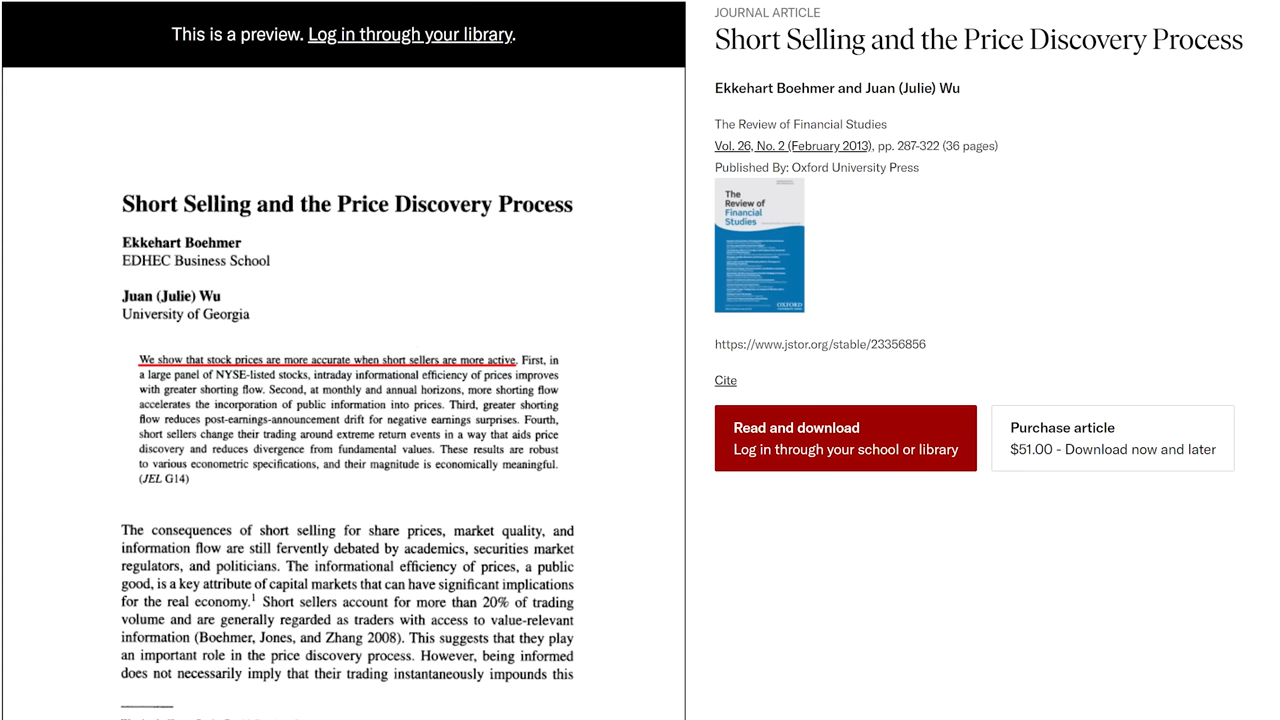 This is a preview. Log in through your library.
Short Selling and the Price Discovery Process
Ekkehart Boehmer
EDHEC Business School
Juan (Julie) Wu
University of Georgia
We show that stock prices are more accurate when short sellers are more active. First, in
a large panel of NYSE-listed stocks, intraday informational efficiency of prices improves
with greater shorting flow. Second, at monthly and annual horizons, more shorting flow
accelerates the incorporation of public information into prices. Third, greater shorting
flow reduces post-earnings-announcement drift for negative earnings surprises. Fourth,
short sellers change their trading around extreme return events in a way that aids price
discovery and reduces divergence from fundamental values. These results are robust
to various econometric specifications, and their magnitude is economically meaningful.
(JEL G14)
The consequences of short selling for share prices, market quality, and
information flow are still fervently debated by academics, securities market
regulators, and politicians. The informational efficiency of prices, a public
good, is a key attribute of capital markets that can have significant implications
for the real economy.1 Short sellers account for more than 20% of trading
volume and are generally regarded as traders with access to value-relevant
information (Boehmer, Jones, and Zhang 2008). This suggests that they play
an important role in the price discovery process. However, being informed
does not necessarily imply that their trading instantaneously impounds this
JOURNAL ARTICLE
Short Selling and the Price Discovery Process
Ekkehart Boehmer and Juan (Julie) Wu
The Review of Financial Studies
Vol. 26, No. 2 (February 2013), pp. 287-322 (36 pages)
Published By: Oxford University Press
The
Review of
Financial
Studies
OXFORD
https://www.jstor.org/stable/23356856
Cite
Read and download
Log in through your school or library
Purchase article
$51.00 - Download now and later